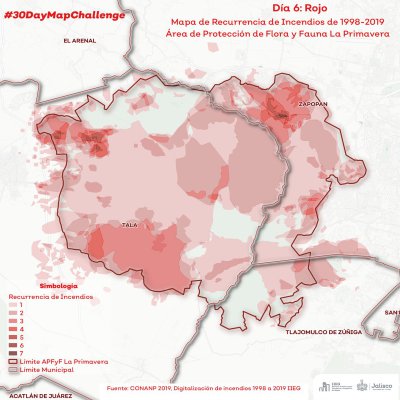 #30DayMapChallenge
Día 6: Rojo
Mapa de Recurrencia de Incendios de 1998-2019
Área de Protección de Flora y Fauna La Primavera
EL ARENAL
ZAPOPAN
TALA
Simbología
Recurrencia de Incendios
1
2
3
4
5
6
7
Límite APFyF La Primavera
Límite Municipal
SANT
TLAJOMULCO DE ZÚÑIGA
ACATLÁN DE JUÁREZ
Fuente: CONANP 2019, Digitalización de incendios 1998 a 2019 IIEG
IIEG
Jalisco